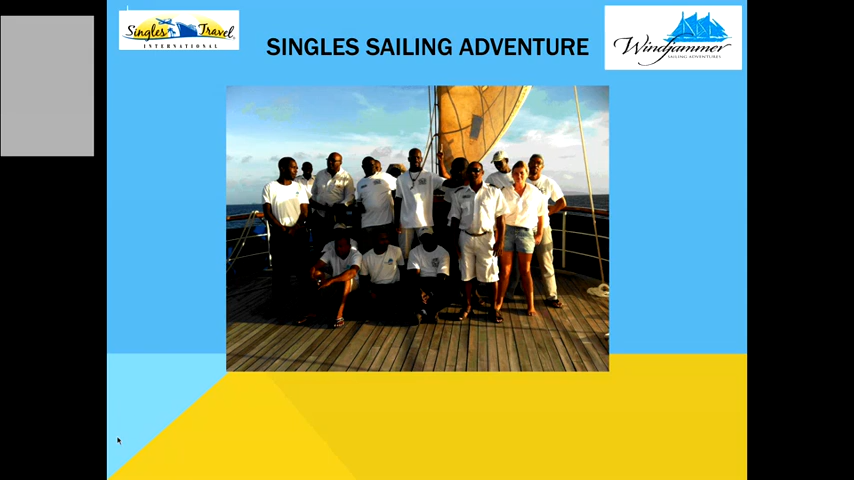 Singles Travel
INTERNATIONAL
SINGLES SAILING ADVENTURE
Windjammer
SAILING ADVENTURES